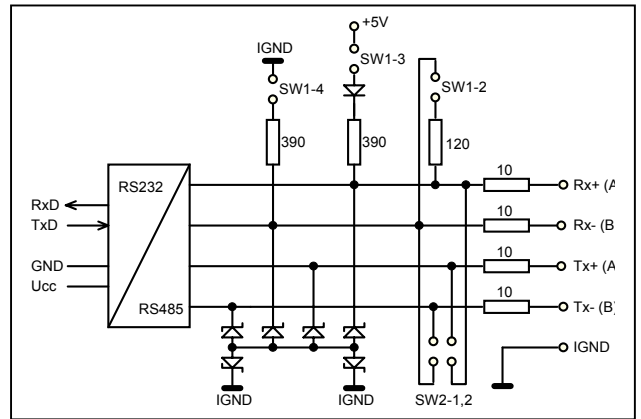 +5V
IGND
SW1-3
SW1-4
SW1-2
390
390
120
10
RS232
Rx+ (A
RxD
10
TxD
Rx- (B
10
GND
Tx+ (A
Ucc
10
RS485
Tx- (B)
IGND
IGND
IGND
SW2-1,2